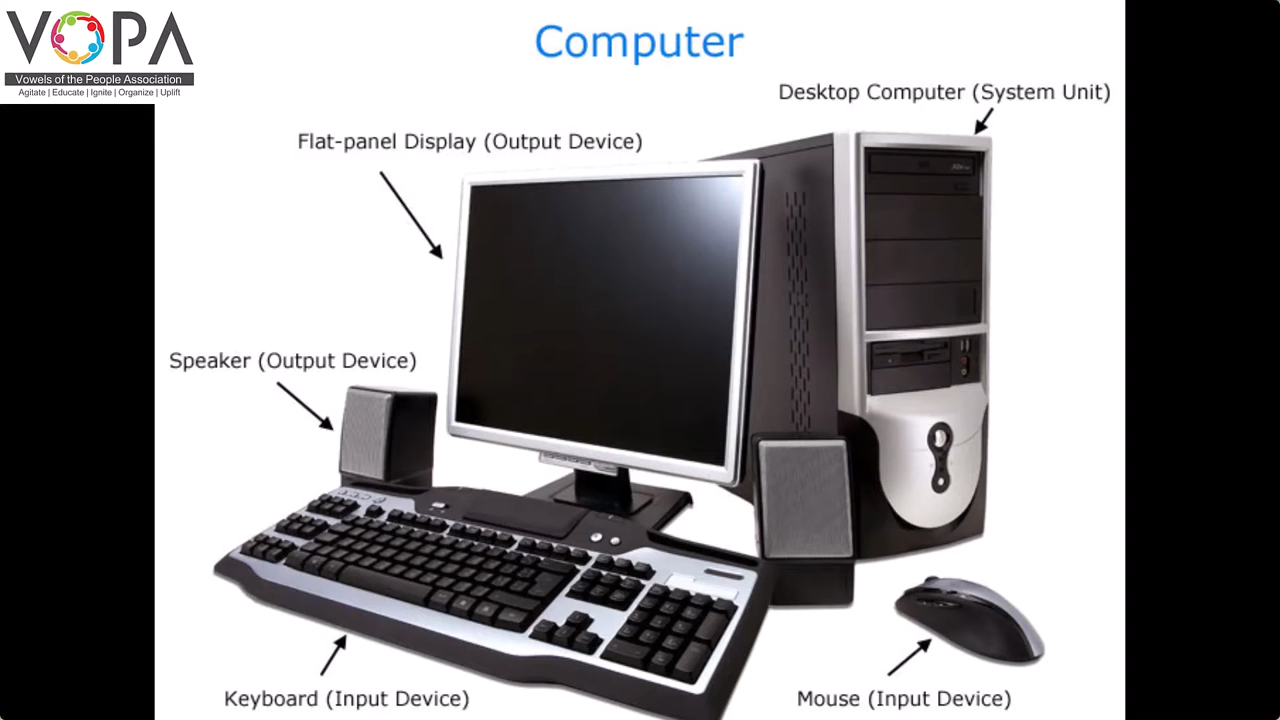 VOPA
Vowels of the People Association
Agitate | Educate | Ignite | Organize | Uplift
Computer
Desktop Computer (System Unit)
Flat-panel Display (Output Device)
Speaker (Output Device)
Keyboard (Input Device)
Mouse (Input Device)